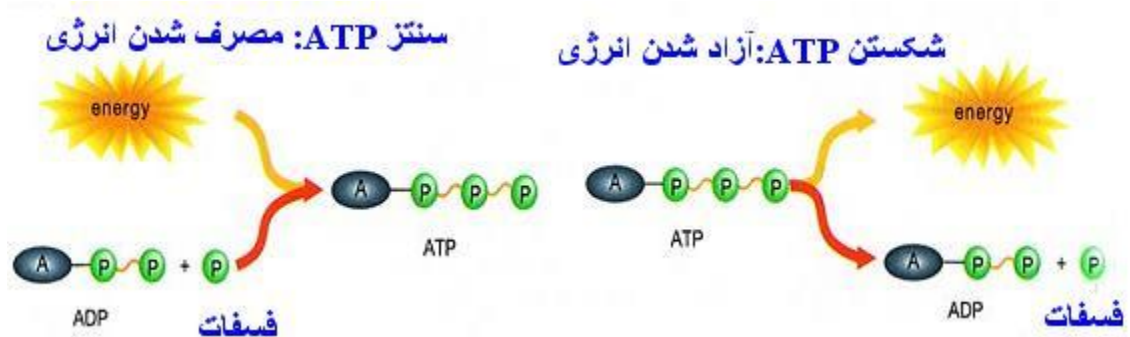 سنتز ATP: مصرف شدن انرژی
energy
A P P P
ATP
A P P + P
ADP
فسفات
شکستن ATP:آزاد شدن انرژی
energy
A P P P
ATP
A P P + P
ADP
فسفات